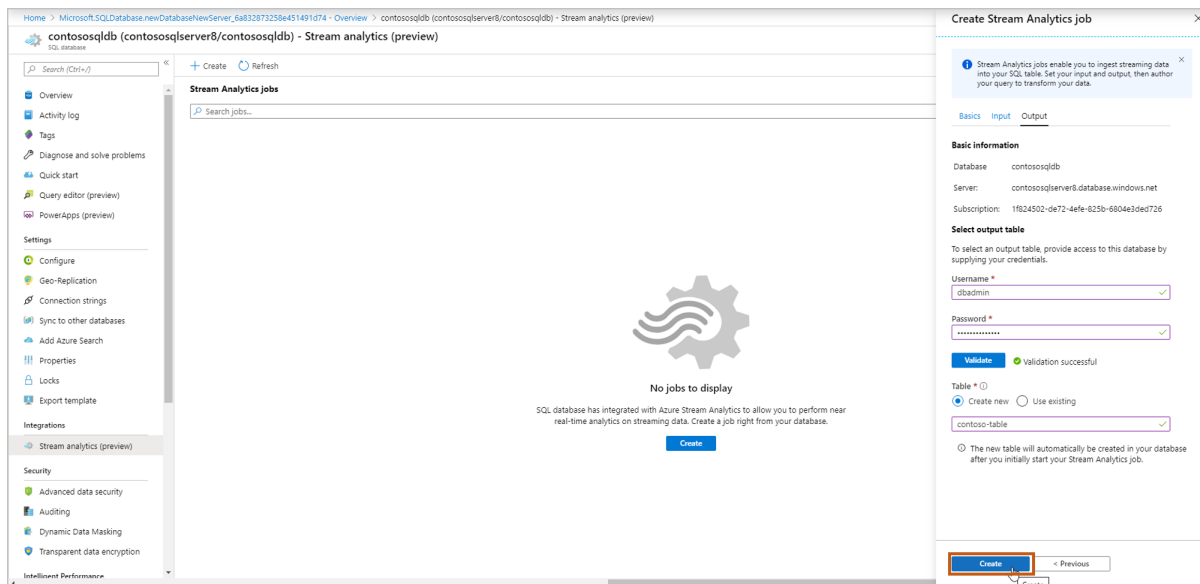 Home > Microsoft.SQLDatabase.newDatabaseNewServer_6a832873258e451491d74 - Overview > contososqldb (contososqlserver8/contososqldb) - Stream analytics (preview)
contososqldb (contososqlserver8/contososqldb) - Stream analytics (preview)
SQL database
Search (Ctrl+/)
Overview
Activity log
Tags
Diagnose and solve problems
Quick start
Query editor (preview)
PowerApps (preview)
Settings
Configure
Geo-Replication
Connection strings
Sync to other databases
Add Azure Search
Properties
Locks
Export template
Integrations
Stream analytics (preview)
Security
Advanced data security
Auditing
Dynamic Data Masking
Transparent data encryption
Intelligent Performance
Create Refresh
Stream Analytics jobs
Search jobs...
No jobs to display
SQL database has integrated with Azure Stream Analytics to allow you to perform near
real-time analytics on streaming data. Create a job right from your database.
Create
Create Stream Analytics job
Stream Analytics jobs enable you to ingest streaming data
into your SQL table. Set your input and output, then author
your query to transform your data.
Basics Input Output
Basic information
Database contososqldb
Server: contososqlserver8.database.windows.net
Subscription: 1f824502-de72-4efe-825b-6804e3ded726
Select output table
To select an output table, provide access to this database by
supplying your credentials.
Username *
dbadmin
Password *
••••••••••••••
Validate Validation successful
Table *
Create new Use existing
contoso-table
The new table will automatically be created in your database
after you initially start your Stream Analytics job.
Create < Previous
Create